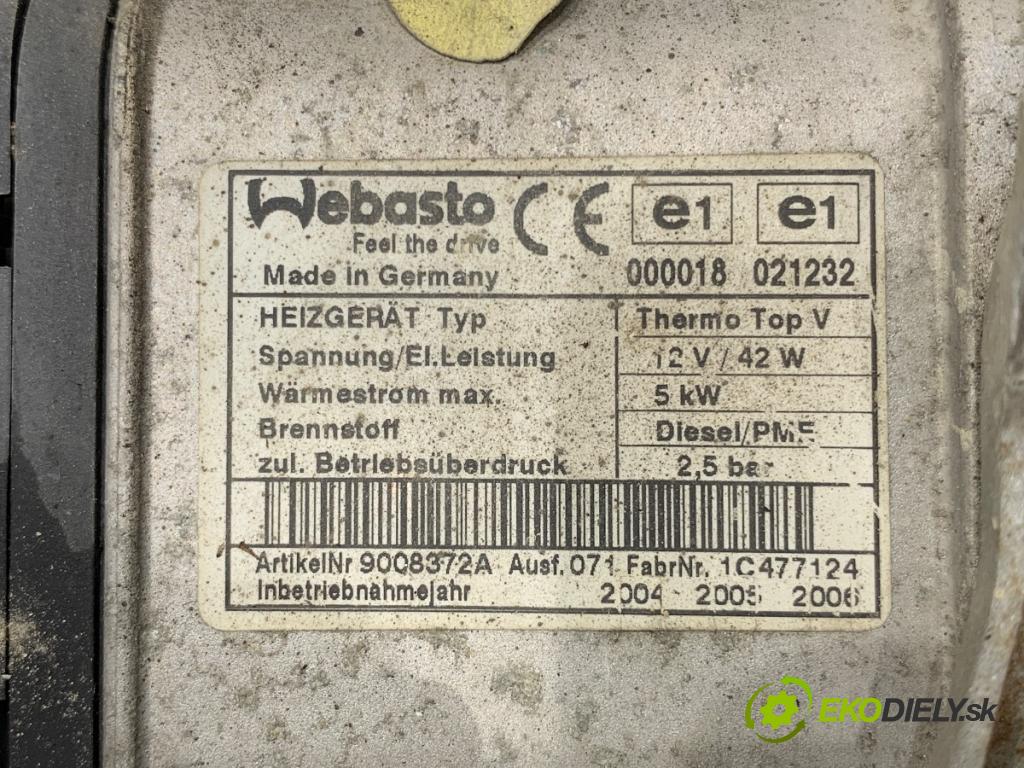 Webasto
Feel the drive
Made in Germany
e1 e1
000018 021232
HEIZGERÄT Typ Thermo Top V
Spannung/El.Leistung 12 V / 42 W
Wärmestrom max. 5 kW
Brennstoff Diesel/PME
zul. Betriebsüberdruck 2,5 bar
ArtikelNr 9008372A Ausf. 071 FabrNr. 1C477124
Inbetriebnahmejahr 2004 2005 2006
EKODIELY.sk